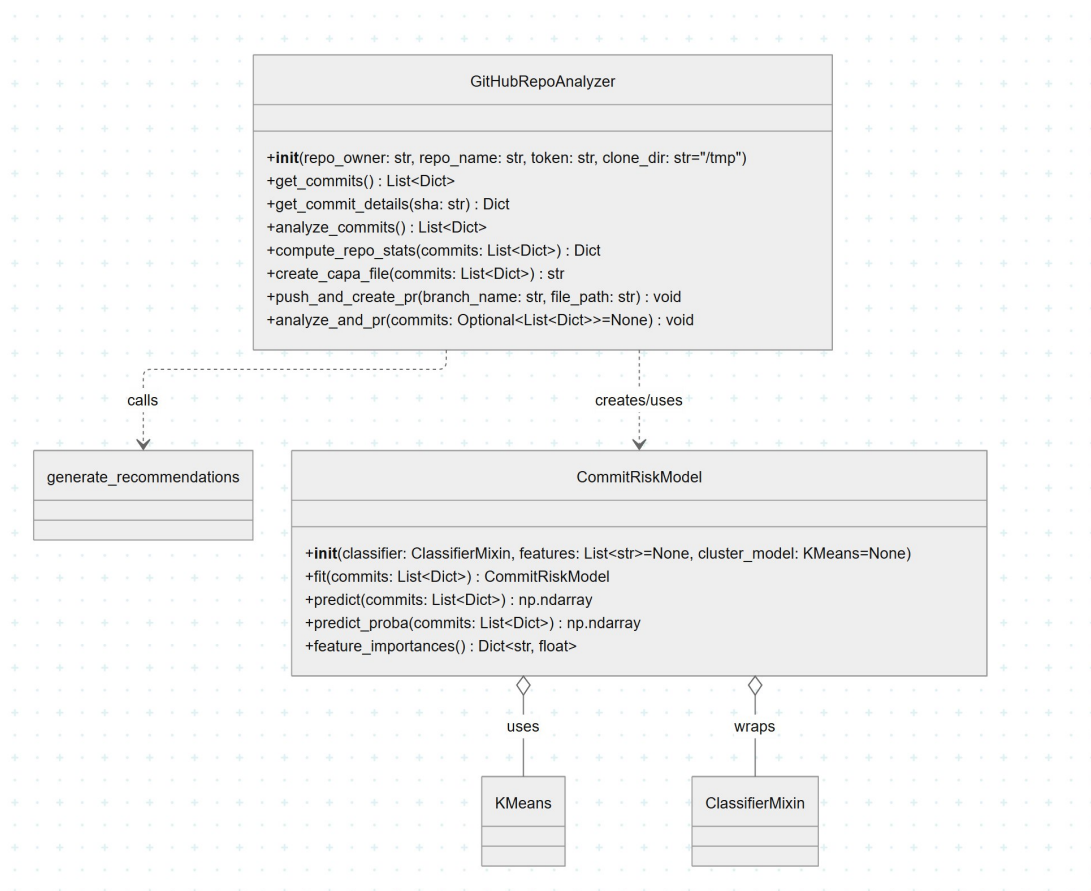 GitHubRepoAnalyzer
+init(repo_owner: str, repo_name: str, token: str, clone_dir: str="/tmp")
+get_commits() : List<Dict>
+get_commit_details(sha: str) : Dict
+analyze_commits() : List<Dict>
+compute_repo_stats(commits: List<Dict>) : Dict
+create_capa_file(commits: List<Dict>) : str
+push_and_create_pr(branch_name: str, file_path: str) : void
+analyze_and_pr(commits: Optional<List<Dict>>=None) : void
calls
creates/uses
generate_recommendations
CommitRiskModel
+init(classifier: ClassifierMixin, features: List<str>=None, cluster_model: KMeans=None)
+fit(commits: List<Dict>) : CommitRiskModel
+predict(commits: List<Dict>) : np.ndarray
+predict_proba(commits: List<Dict>) : np.ndarray
+feature_importances() : Dict<str, float>
uses
wraps
KMeans
ClassifierMixin